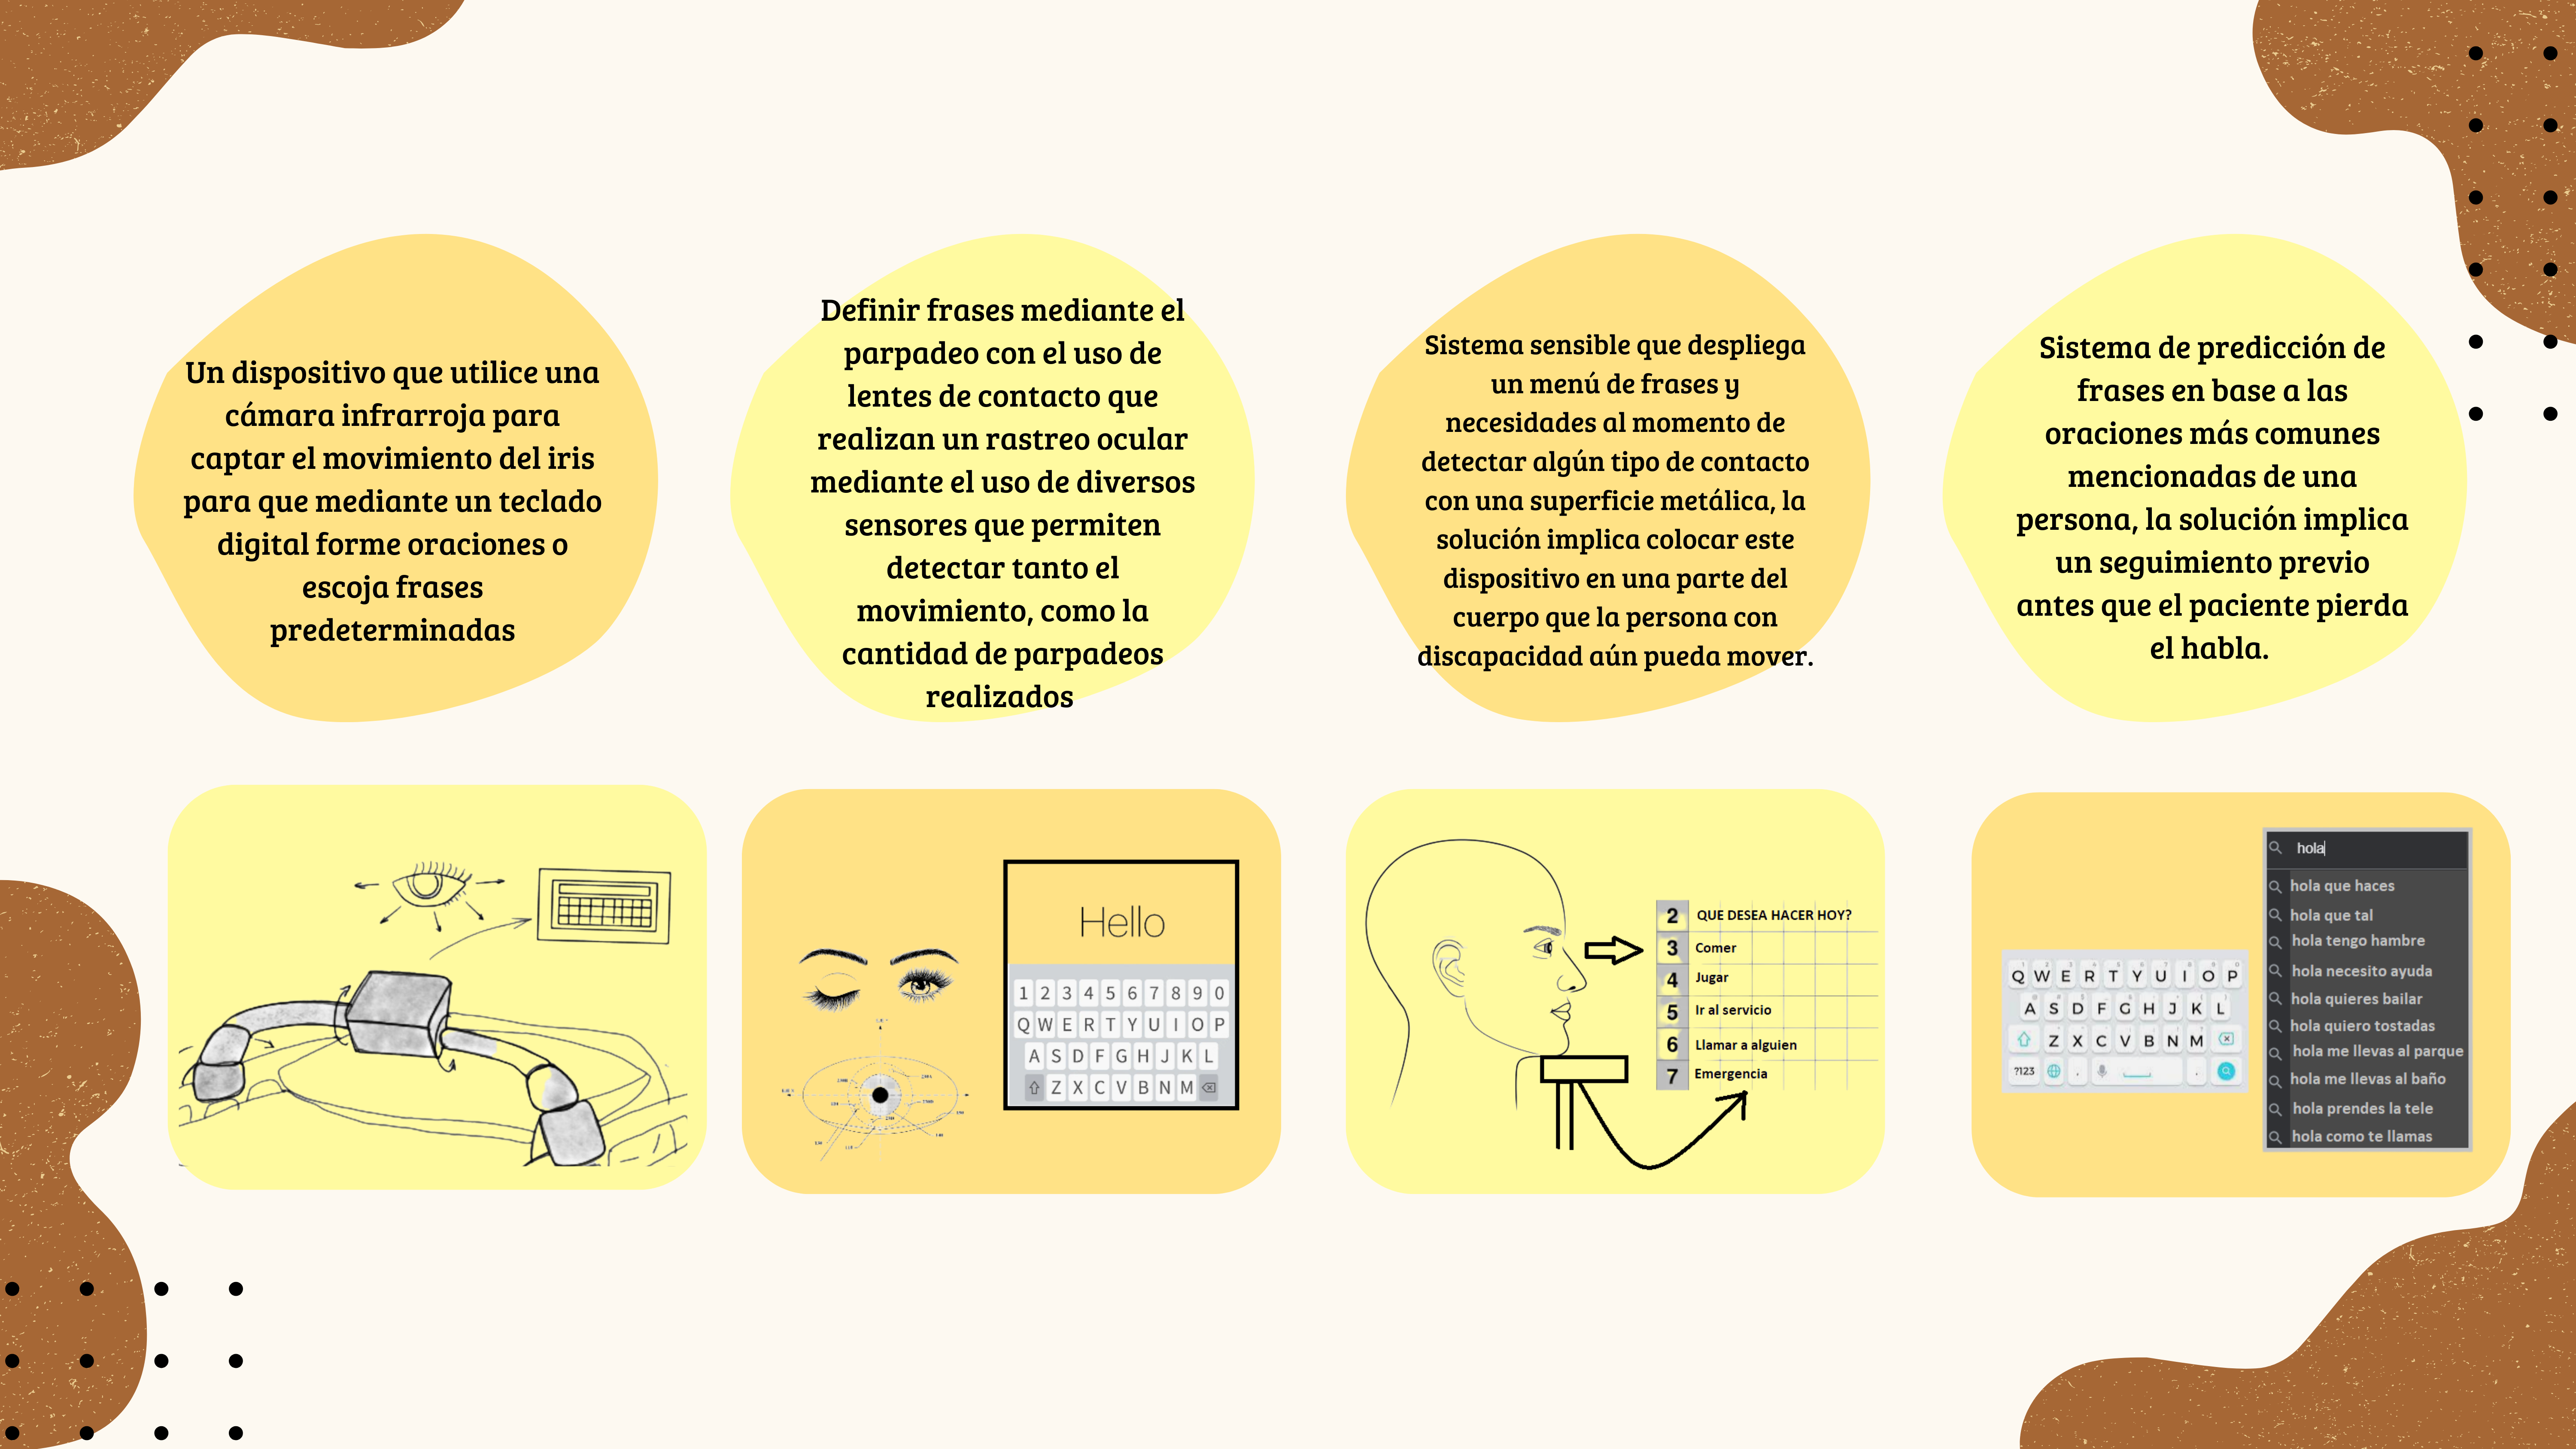 Un dispositivo que utilice una
cámara infrarroja para
captar el movimiento del iris
para que mediante un teclado
digital forme oraciones o
escoja frases
predeterminadas
Definir frases mediante el
parpadeo con el uso de
lentes de contacto que
realizan un rastreo ocular
mediante el uso de diversos
sensores que permiten
detectar tanto el
movimiento, como la
cantidad de parpadeos
realizados
Sistema sensible que despliega
un menú de frases y
necesidades al momento de
detectar algún tipo de contacto
con una superficie metálica, la
solución implica colocar este
dispositivo en una parte del
cuerpo que la persona con
discapacidad aún pueda mover.
Sistema de predicción de
frases en base a las
oraciones más comunes
mencionadas de una
persona, la solución implica
un seguimiento previo
antes que el paciente pierda
el habla.
Hello
1 2 3 4 5 6 7 8 9 0
Q W E R T Y U I O P
A S D F G H J K L
Z X C V B N M
2 QUE DESEA HACER HOY?
3 Comer
4 Jugar
5 Ir al servicio
6 Llamar a alguien
7 Emergencia
Q W E R T Y U I O P
A S D F G H J K L
Z X C V B N M
?123 , .
hola
hola que haces
hola que tal
hola tengo hambre
hola necesito ayuda
hola quieres bailar
hola quiero tostadas
hola me llevas al parque
hola me llevas al baño
hola prendes la tele
hola como te llamas